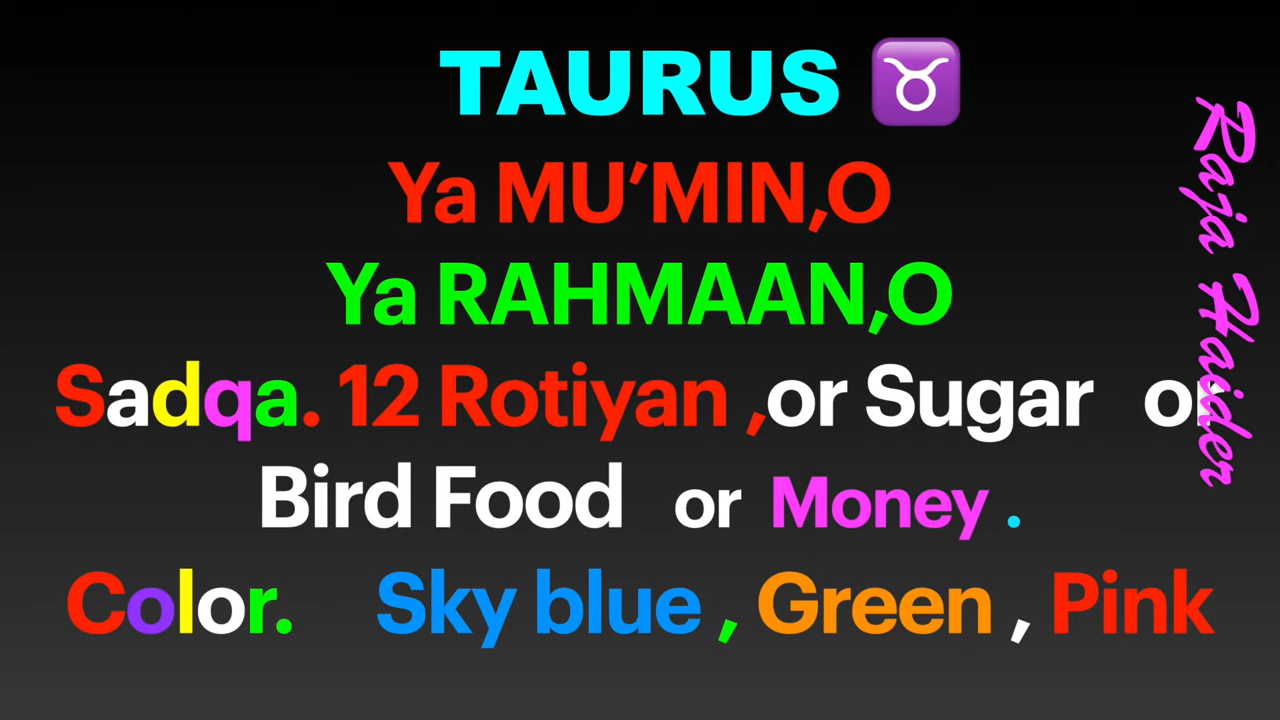 TAURUS ♉
Ya MU’MIN,O
Ya RAHMAAN,O
Sadqa. 12 Rotiyan ,or Sugar or
Bird Food or Money .
Color. Sky blue , Green , Pink
Raja Haider